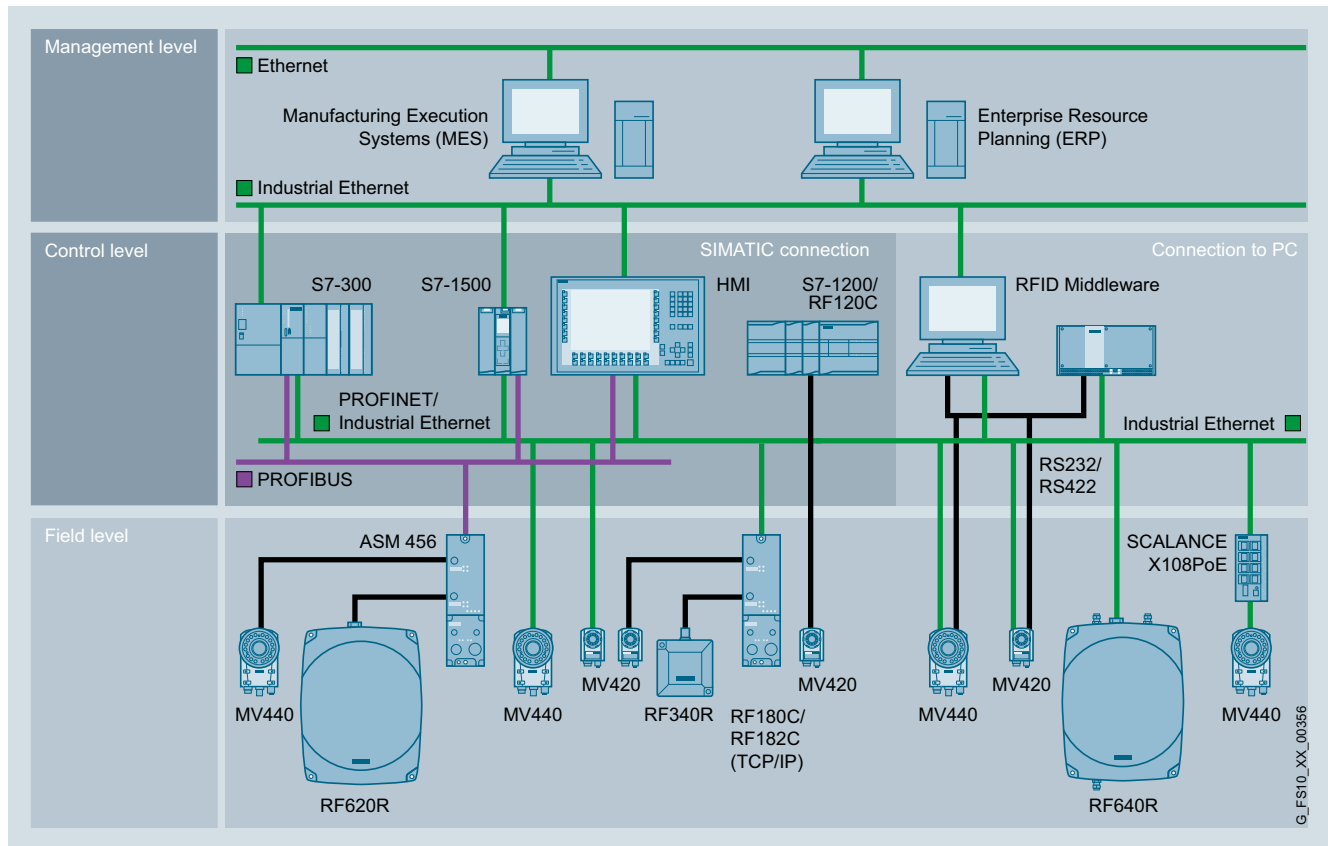 Management level
Ethernet
Manufacturing Execution
Systems (MES)
Enterprise Resource
Planning (ERP)
Industrial Ethernet
Control level
SIMATIC connection
Connection to PC
S7-300
S7-1500
HMI
S7-1200/
RF120C
RFID Middleware
PROFINET/
Industrial Ethernet
Industrial Ethernet
PROFIBUS
RS232/
RS422
Field level
ASM 456
SCALANCE
X108PoE
MV440
RF620R
MV440
MV420
RF340R
RF180C/
RF182C
(TCP/IP)
MV420
MV440
MV420
RF640R
MV440
G_FS10_XX_00356